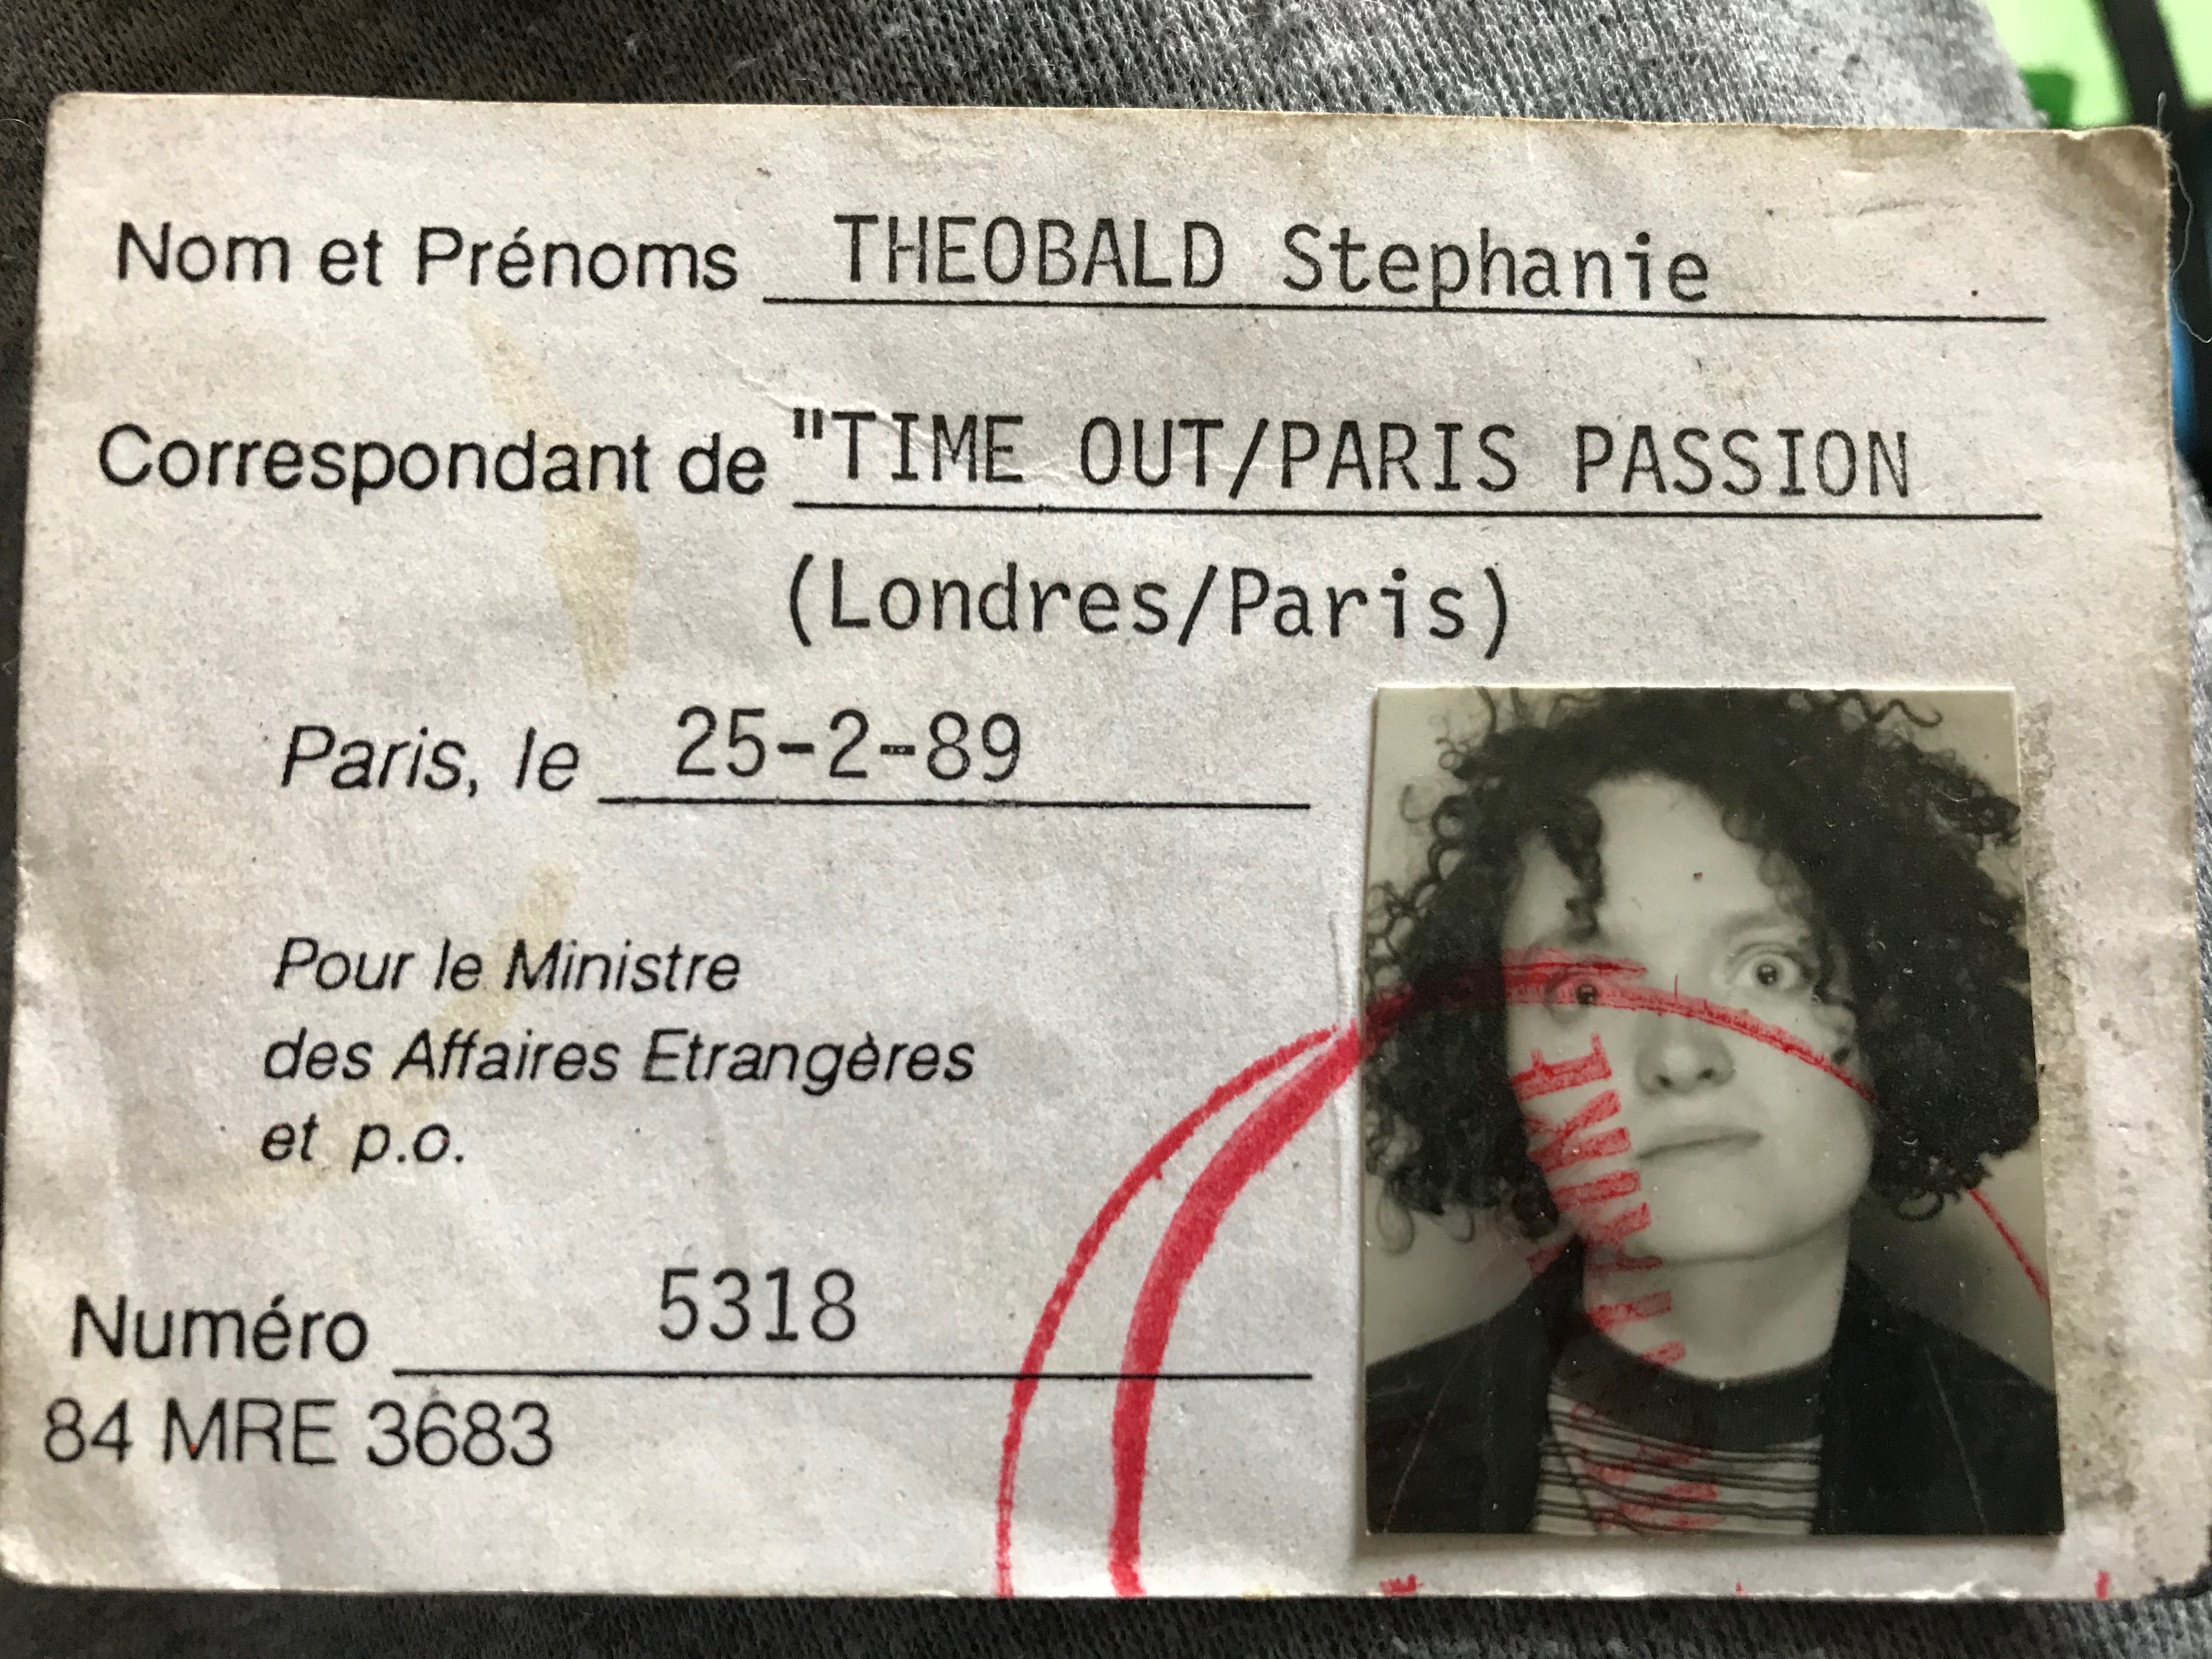 Nom et Prénoms THEOBALD Stephanie
Correspondant de "TIME OUT/PARIS PASSION
(Londres/Paris)
Paris, le 25-2-89
Pour le Ministre
des Affaires Etrangères
et p.o.
Numéro 5318
84 MRE 3683